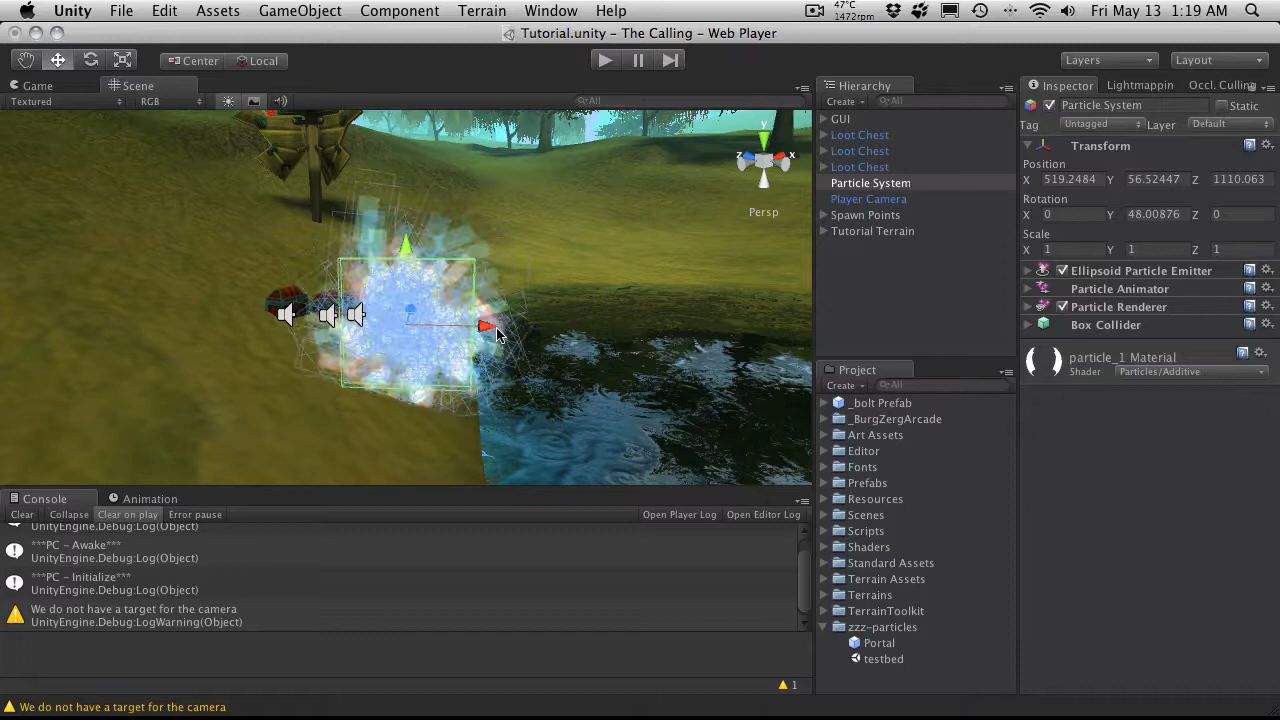 Unity File Edit Assets GameObject Component Terrain Window Help 47°C 1472rpm Fri May 13 1:19 AM
Tutorial.unity - The Calling - Web Player
Center Local Layers Layout
Game Scene Hierarchy Inspector Lightmappin Occl. Culling
Textured RGB All Create All Particle System Static
Tag Untagged Layer Default
GUI
Loot Chest
Loot Chest
Loot Chest
Particle System
Player Camera
Spawn Points
Tutorial Terrain
y
z x
Persp
Transform
Position
X 519.2484 Y 56.52447 Z 1110.063
Rotation
X 0 Y 48.00876 Z 0
Scale
X 1 Y 1 Z 1
Ellipsoid Particle Emitter
Particle Animator
Particle Renderer
Box Collider
particle_1 Material
Shader Particles/Additive
Project
Create All
_bolt Prefab
_BurgZergArcade
Art Assets
Editor
Fonts
Prefabs
Resources
Scenes
Scripts
Shaders
Standard Assets
Terrain Assets
Terrains
TerrainToolkit
zzz-particles
Portal
testbed
Console Animation
Clear Collapse Clear on play Error pause Open Player Log Open Editor Log
UnityEngine.Debug:Log(Object)
***PC - Awake***
UnityEngine.Debug:Log(Object)
***PC - Initialize***
UnityEngine.Debug:Log(Object)
We do not have a target for the camera
UnityEngine.Debug:LogWarning(Object)
1
We do not have a target for the camera